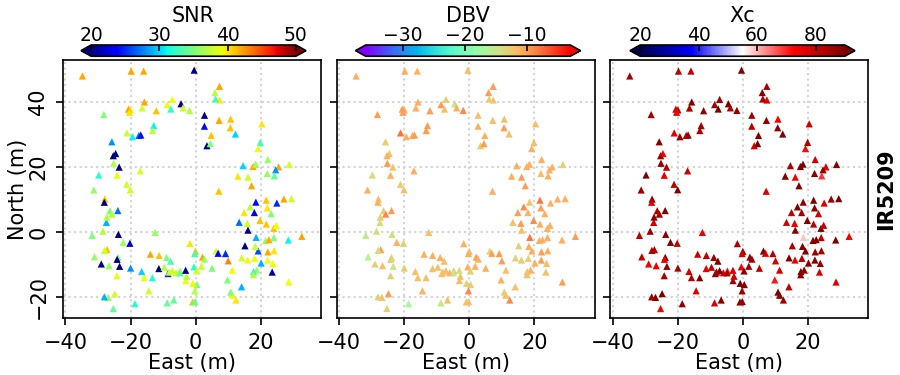 SNR DBV Xc
20 30 40 50 −30 −20 −10 20 40 60 80
40
20
0
−20
North (m)
−40 −20 0 20 −40 −20 0 20 −40 −20 0 20
East (m) East (m) East (m)
IR5209